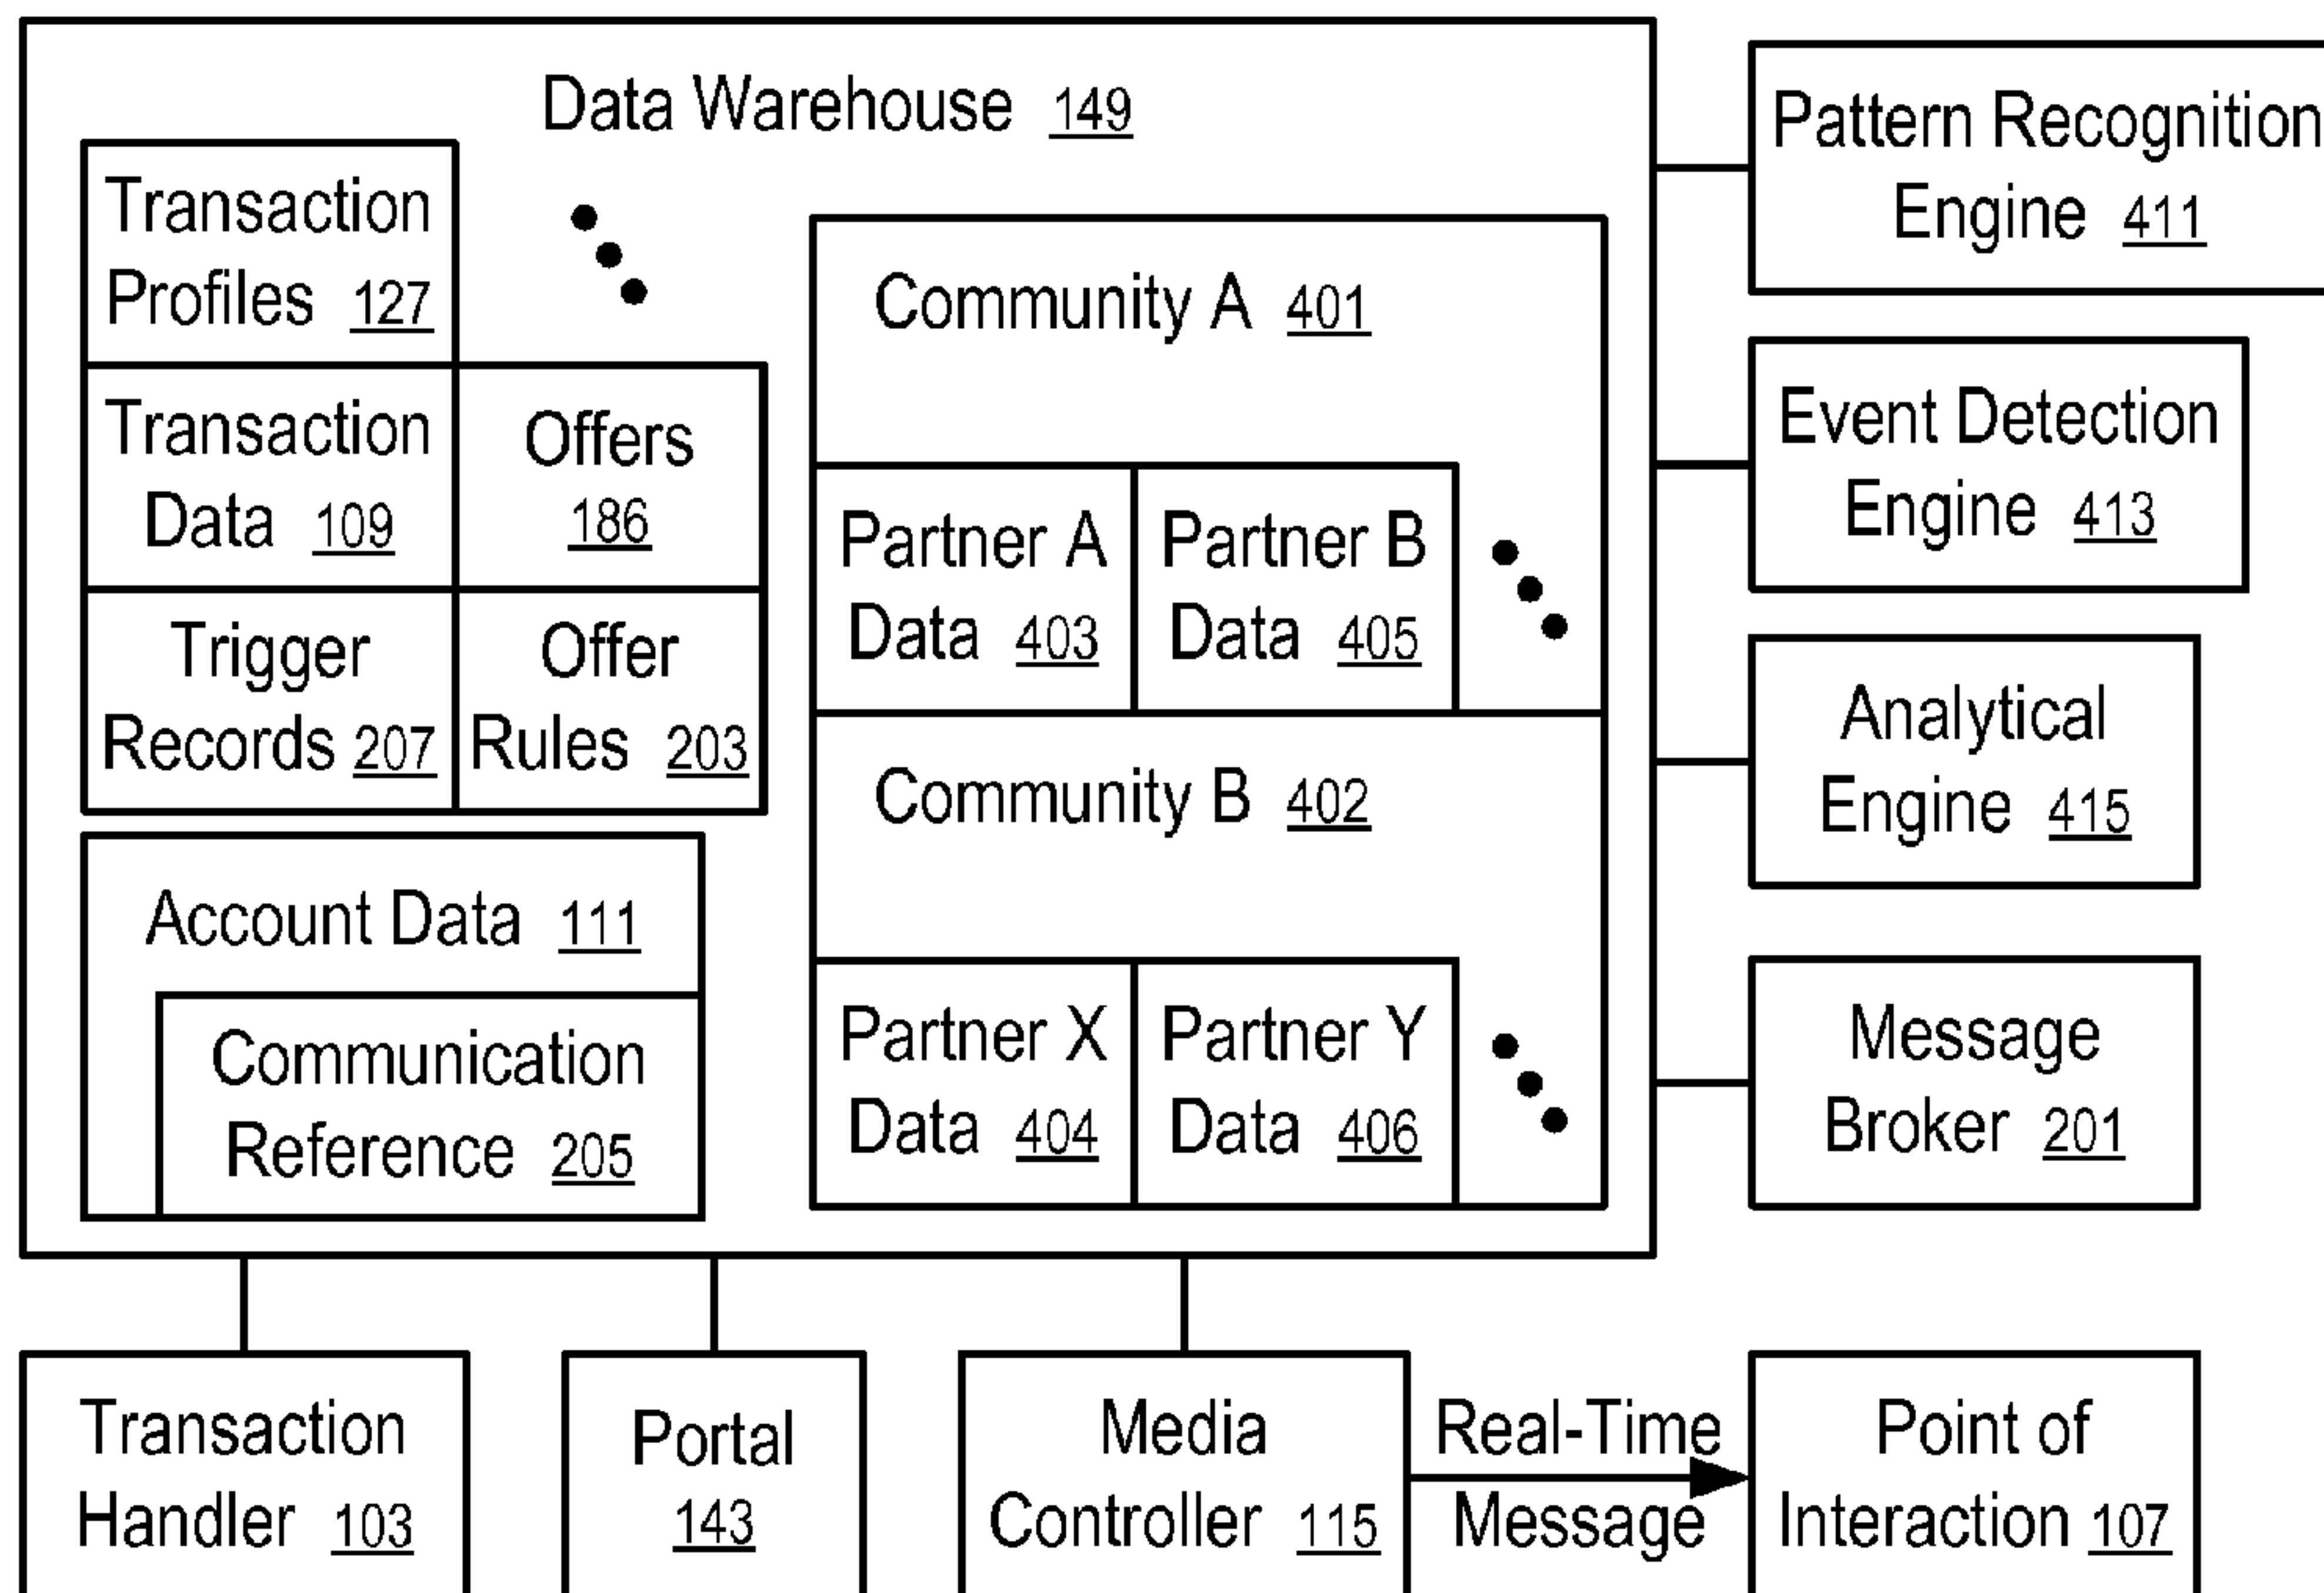 Data Warehouse 149
Transaction
Profiles 127
Transaction
Data 109
Offers
186
Trigger
Records 207
Offer
Rules 203
Account Data 111
Communication
Reference 205
Community A 401
Partner A
Data 403
Partner B
Data 405
Community B 402
Partner X
Data 404
Partner Y
Data 406
Pattern Recognition
Engine 411
Event Detection
Engine 413
Analytical
Engine 415
Message
Broker 201
Transaction
Handler 103
Portal
143
Media
Controller 115
Real-Time
Message
Point of
Interaction 107